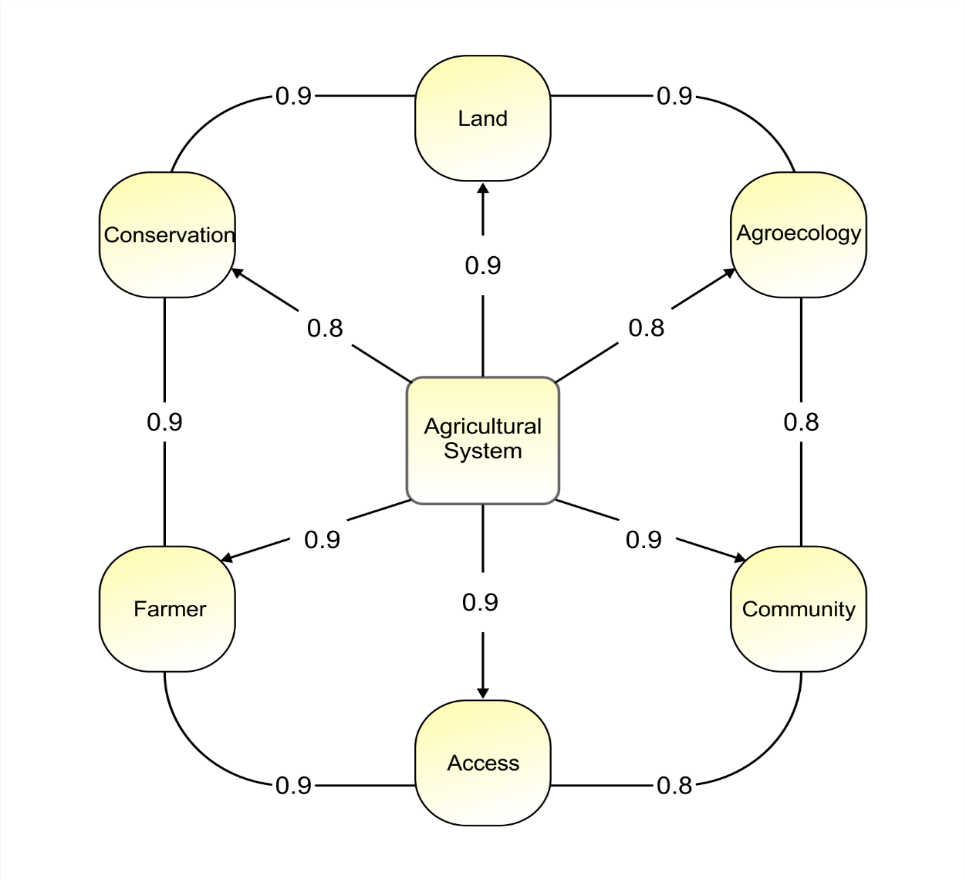 0.9
0.9
Land
Conservation
Agroecology
0.9
0.8
0.8
0.9
0.8
Agricultural
System
0.9
0.9
0.9
Farmer
Community
Access
0.9
0.8